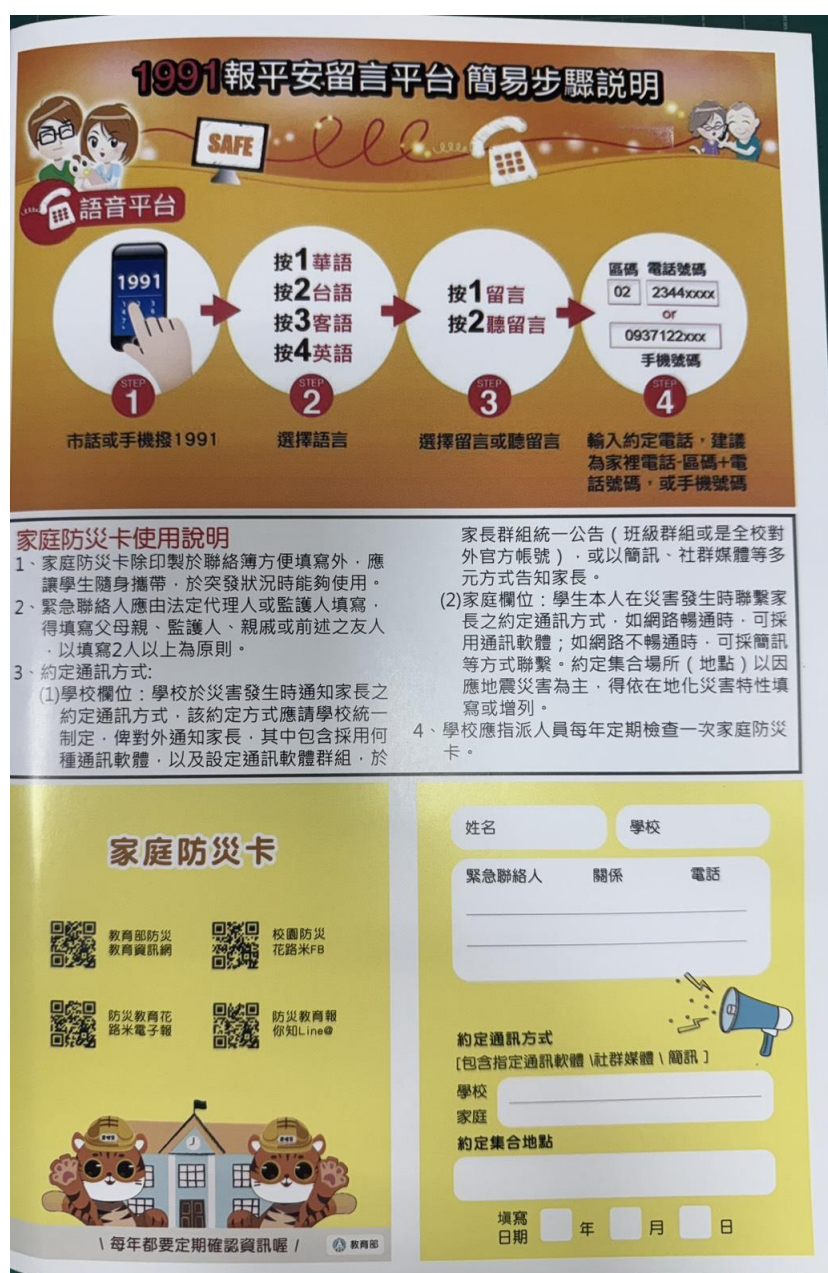 1991報平安留言平台 簡易步驟說明
SAFE
語音平台
1991
按1華語
按2台語
按3客語
按4英語
按1留言
按2聽留言
區碼 電話號碼
02 2344xxxx
or
0937122xxx
手機號碼
STEP
1
STEP
2
STEP
3
STEP
4
市話或手機撥1991
選擇語言
選擇留言或聽留言
輸入約定電話，建議
為家裡電話-區碼+電
話號碼，或手機號碼
家庭防災卡使用說明
1、家庭防災卡除印製於聯絡簿方便填寫外，應
讓學生隨身攜帶，於突發狀況時能夠使用。
2、緊急聯絡人應由法定代理人或監護人填寫，
得填寫父母親、監護人、親戚或前述之友人
，以填寫2人以上為原則。
3、約定通訊方式:
(1)學校欄位：學校於災害發生時通知家長之
約定通訊方式，該約定方式應請學校統一
制定，俾對外通知家長，其中包含採用何
種通訊軟體，以及設定通訊軟體群組，於
家長群組統一公告（班級群組或是全校對
外官方帳號），或以簡訊、社群媒體等多
元方式告知家長。
(2)家庭欄位：學生本人在災害發生時聯繫家
長之約定通訊方式，如網路暢通時，可採
用通訊軟體；如網路不暢通時，可採簡訊
等方式聯繫。約定集合場所（地點）以因
應地震災害為主，得依在地化災害特性填
寫或增列。
4、學校應指派人員每年定期檢查一次家庭防災
卡。
家庭防災卡
教育部防災
教育資訊網
校園防災
花路米FB
防災教育花
路米電子報
防災教育報
你知Line@
\ 每年都要定期確認資訊喔 /
教育部
姓名
學校
緊急聯絡人 關係 電話
約定通訊方式
[包含指定通訊軟體 \社群媒體 \ 簡訊 ]
學校
家庭
約定集合地點
填寫
日期
年 月 日